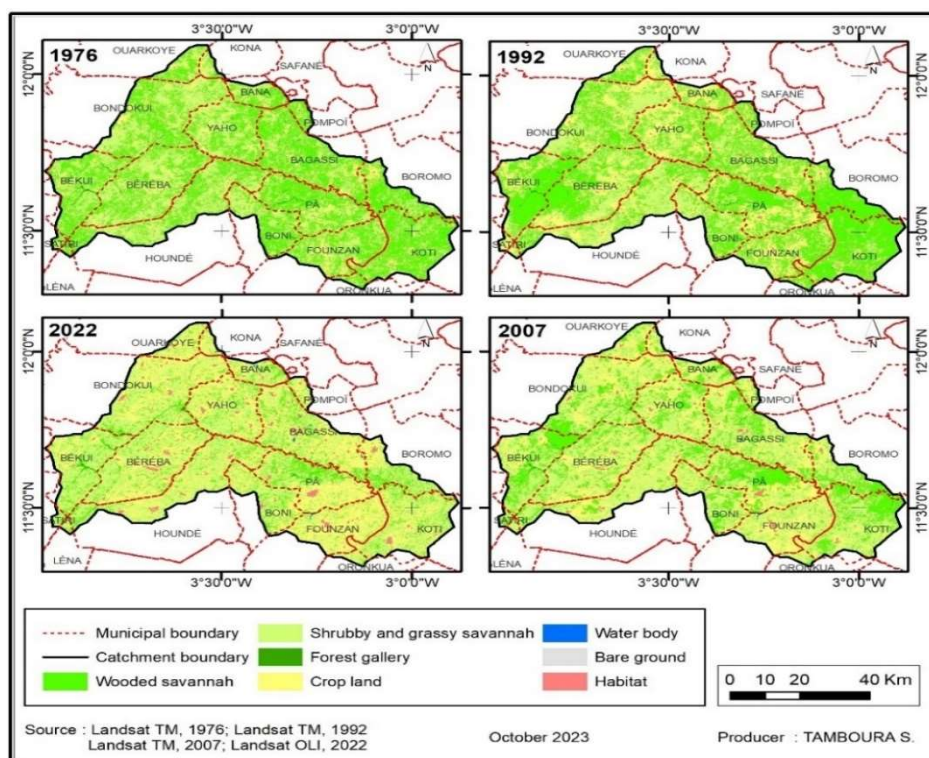 3°30'0"W 3°0'0"W 3°30'0"W 3°0'0"W
1976
OUARKOYE
KONA
SAFANE
N
12°0'0"N
BANA
BONDOKUI
POMPOÏ
YAHO
BAGASSI
BÉKUI
BÉRÉBA
BOROMO
PÂ
11°30'0"N
SATIRI
BONI
FOUNZAN
KOTI
HOUNDÉ
LÉNA
ORONKUA
1992
OUARKOYE
KONA
SAFANE
N
12°0'0"N
BANA
BONDOKUI
POMPOÏ
YAHO
BAGASSI
BÉKUI
BÉRÉBA
BOROMO
PÂ
11°30'0"N
SATIRI
BONI
FOUNZAN
KOTI
HOUNDÉ
LÉNA
ORONKUA
2022
OUARKOYE
KONA
SAFANE
N
12°0'0"N
BANA
BONDOKUI
POMPOÏ
YAHO
BAGASSI
BÉKUI
BÉRÉBA
BOROMO
PÂ
11°30'0"N
SATIRI
BONI
FOUNZAN
KOTI
HOUNDÉ
LÉNA
ORONKUA
2007
OUARKOYE
KONA
SAFANE
N
12°0'0"N
BANA
BONDOKUI
POMPOÏ
YAHO
BAGASSI
BÉKUI
BÉRÉBA
BOROMO
PÂ
11°30'0"N
SATIRI
BONI
FOUNZAN
KOTI
HOUNDÉ
LÉNA
ORONKUA
3°30'0"W 3°0'0"W 3°30'0"W 3°0'0"W
Municipal boundary
Catchment boundary
Wooded savannah
Shrubby and grassy savannah
Forest gallery
Crop land
Water body
Bare ground
Habitat
0 10 20 40 Km
Source : Landsat TM, 1976; Landsat TM, 1992
Landsat TM, 2007; Landsat OLI, 2022
October 2023
Producer : TAMBOURA S.